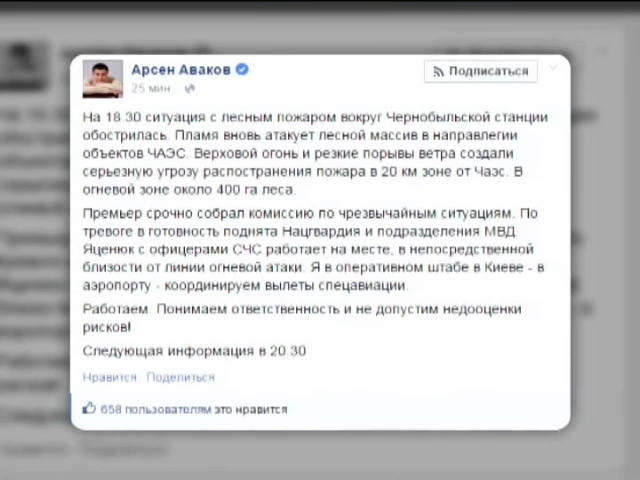 Арсен Аваков
25 мин
Подписаться
На 18.30 ситуация с лесным пожаром вокруг Чернобыльской станции
обострилась. Пламя вновь атакует лесной массив в направлегии
объектов ЧАЭС. Верховой огонь и резкие порывы ветра создали
серьезную угрозу распостранения пожара в 20 км зоне от Чаэс. В
огневой зоне около 400 га леса.
Премьер срочно собрал комиссию по чрезвычайным ситуациям. По
тревоге в готовность поднята Нацгвардия и подразделения МВД.
Яценюк с офицерами СЧС работает на месте, в непосредственной
близости от линии огневой атаки. Я в оперативном штабе в Киеве - в
аэропорту - координируем вылеты спецавиации.
Работаем. Понимаем ответственность и не допустим недооценки
рисков!
Следующая информация в 20.30
Нравится Поделиться
658 пользователям это нравится